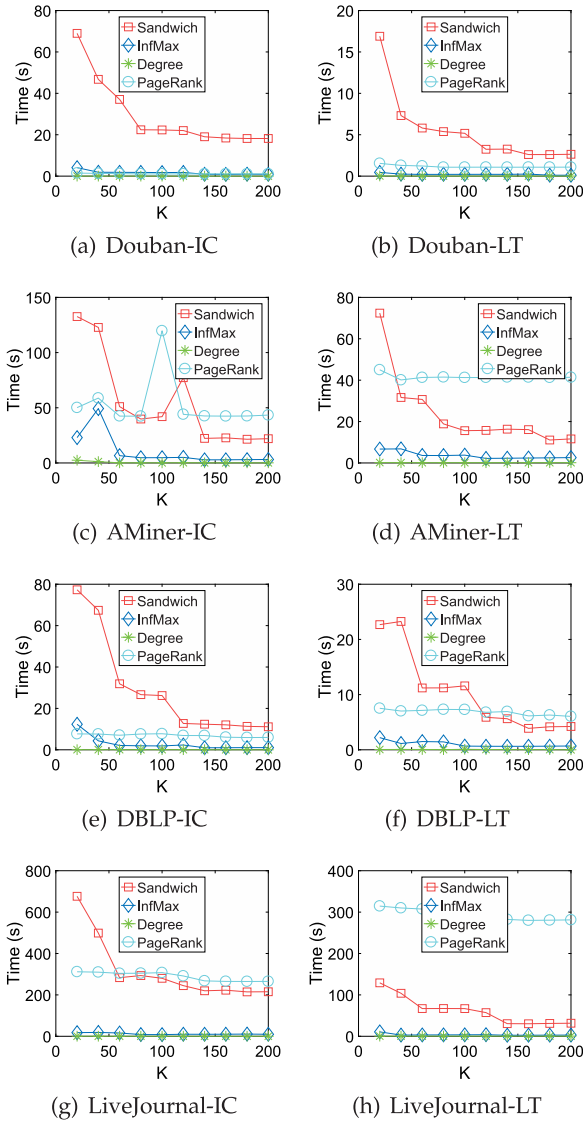 80
60
40
20
0
Time (s)
Sandwich
InfMax
Degree
PageRank
0 50 100 150 200
K
(a) Douban-IC
20
15
10
5
0
Time (s)
Sandwich
InfMax
Degree
PageRank
0 50 100 150 200
K
(b) Douban-LT
150
100
50
0
Time (s)
Sandwich
InfMax
Degree
PageRank
0 50 100 150 200
K
(c) AMiner-IC
80
60
40
20
0
Time (s)
Sandwich
InfMax
Degree
PageRank
0 50 100 150 200
K
(d) AMiner-LT
80
60
40
20
0
Time (s)
Sandwich
InfMax
Degree
PageRank
0 50 100 150 200
K
(e) DBLP-IC
30
20
10
0
Time (s)
Sandwich
InfMax
Degree
PageRank
0 50 100 150 200
K
(f) DBLP-LT
800
600
400
200
0
Time (s)
Sandwich
InfMax
Degree
PageRank
0 50 100 150 200
K
(g) LiveJournal-IC
400
300
200
100
0
Time (s)
Sandwich
InfMax
Degree
PageRank
0 50 100 150 200
K
(h) LiveJournal-LT